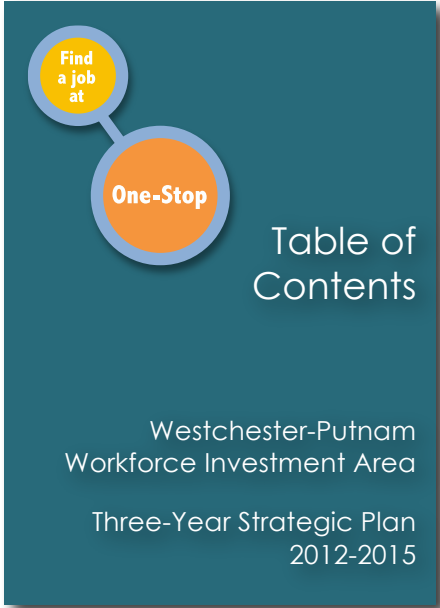 Find
a job
at
One-Stop
Table of
Contents
Westchester-Putnam
Workforce Investment Area
Three-Year Strategic Plan
2012-2015